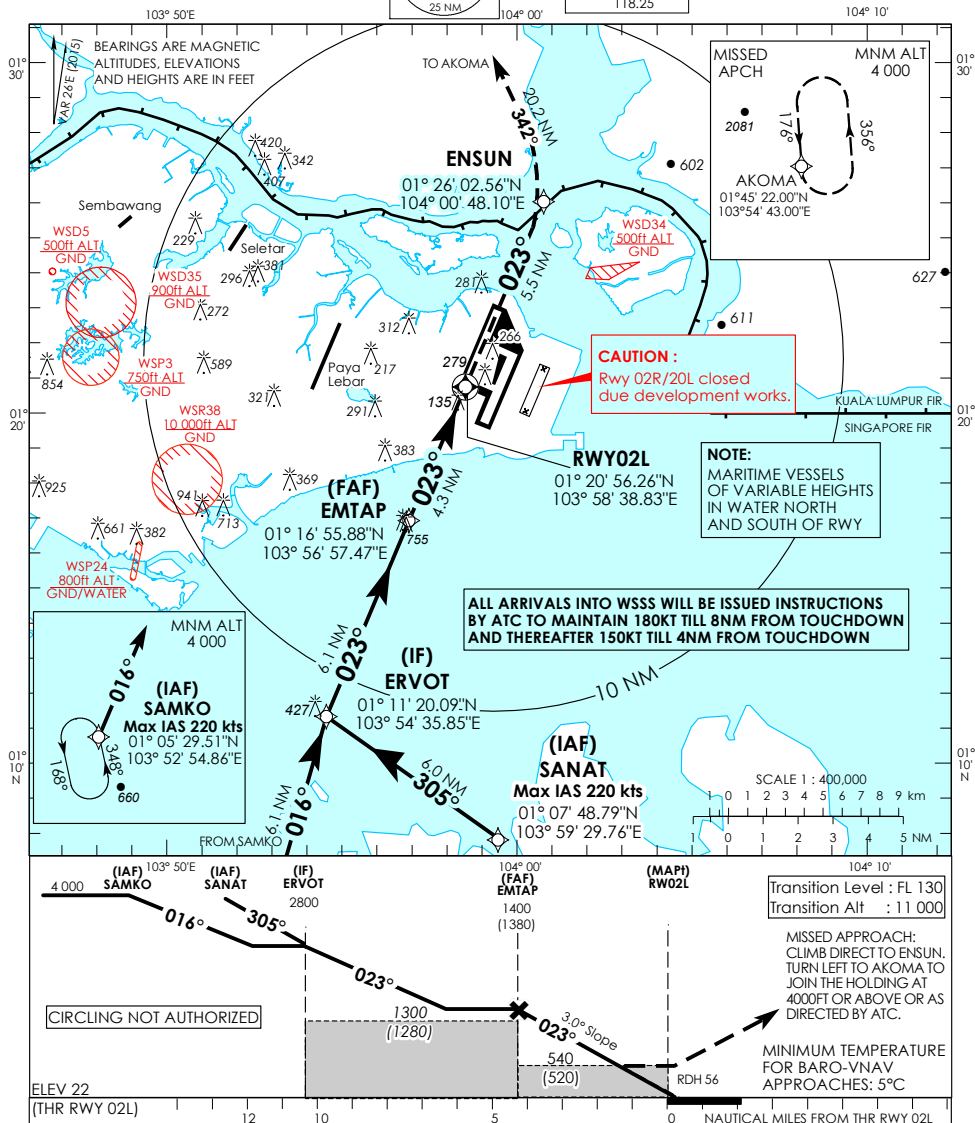 25 NM
118.25
103° 50'E
104° 00'
104° 10'
01°
30'
VAR 26'E (2015)
BEARINGS ARE MAGNETIC
ALTITUDES, ELEVATIONS
AND HEIGHTS ARE IN FEET
TO AKOMA
20.2 NM
342°
MISSED
APCH
MNM ALT
4 000
2081
176°
356°
AKOMA
01°45' 22.00"N
103°54' 43.00"E
01°
30'
420
407
342
ENSUN
01° 26' 02.56"N
104° 00' 48.10"E
602
Sembawang
229
Seletar
296
381
WSD5
500ft ALT
GND
WSD35
900ft ALT
GND
272
WSD34
500ft ALT
GND
627
611
023°
5.5 NM
281
312
266
279
217
Paya
Lebar
589
854
WSP3
750ft ALT
GND
321
291
135
CAUTION :
Rwy 02R/20L closed
due development works.
KUALA LUMPUR FIR
SINGAPORE FIR
01°
20'
01°
20'
WSR38
10 000ft ALT
GND
383
369
925
941
713
661
382
WSP24
800ft ALT
GND/WATER
RWY02L
01° 20' 56.26"N
103° 58' 38.83"E
NOTE:
MARITIME VESSELS
OF VARIABLE HEIGHTS
IN WATER NORTH
AND SOUTH OF RWY
023°
4.3 NM
(FAF)
EMTAP
01° 16' 55.88"N
103° 56' 57.47"E
755
ALL ARRIVALS INTO WSSS WILL BE ISSUED INSTRUCTIONS
BY ATC TO MAINTAIN 180KT TILL 8NM FROM TOUCHDOWN
AND THEREAFTER 150KT TILL 4NM FROM TOUCHDOWN
MNM ALT
4 000
016°
(IAF)
SAMKO
Max IAS 220 kts
01° 05' 29.51"N
103° 52' 54.86"E
168°
348°
660
6.1 NM
023°
(IF)
ERVOT
01° 11' 20.09"N
103° 54' 35.85"E
427
10 NM
(IAF)
SANAT
Max IAS 220 kts
01° 07' 48.79"N
103° 59' 29.76"E
6.0 NM
305°
6.1 NM
016°
FROM SAMKO
01°
10'
N
01°
10'
N
SCALE 1 : 400,000
1 0 1 2 3 4 5 6 7 8 9 km
1 0 1 2 3 4 5 NM
103° 50'E
104° 00'
104° 10'
(IAF)
SAMKO
(IAF)
SANAT
(IF)
ERVOT
2800
(FAF)
EMTAP
1400
(1380)
(MAPt)
RW02L
Transition Level : FL 130
Transition Alt : 11 000
4 000
016°
305°
023°
MISSED APPROACH:
CLIMB DIRECT TO ENSUN.
TURN LEFT TO AKOMA TO
JOIN THE HOLDING AT
4000FT OR ABOVE OR AS
DIRECTED BY ATC.
CIRCLING NOT AUTHORIZED
1300
(1280)
023°
3.0° Slope
540
(520)
RDH 56
MINIMUM TEMPERATURE
FOR BARO-VNAV
APPROACHES: 5°C
ELEV 22
(THR RWY 02L)
12 10 5 0 NAUTICAL MILES FROM THR RWY 02L